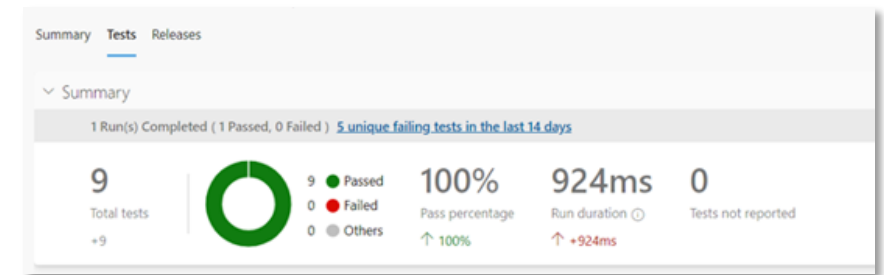 Summary Tests Releases
Summary
1 Run(s) Completed ( 1 Passed, 0 Failed ) 5 unique failing tests in the last 14 days
9
Total tests
+9
9 Passed
0 Failed
0 Others
100%
Pass percentage
↑ 100%
924ms
Run duration
↑ +924ms
0
Tests not reported